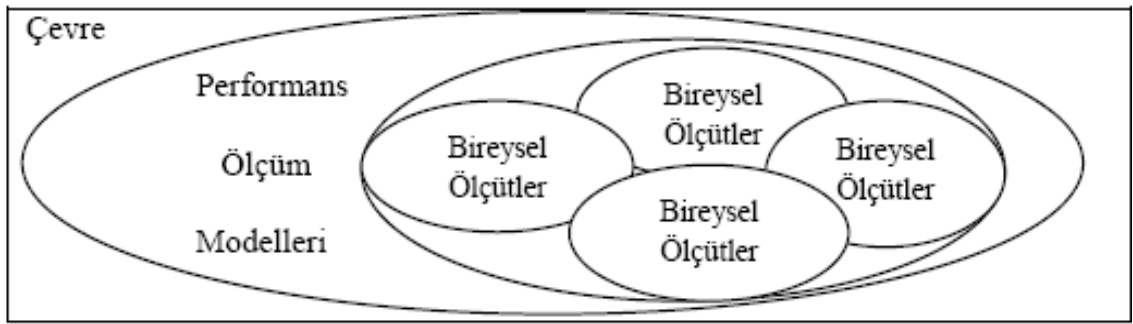 Çevre
Performans
Ölçüm
Modelleri
Bireysel
Ölçütler
Bireysel
Ölçütler
Bireysel
Ölçütler
Bireysel
Ölçütler